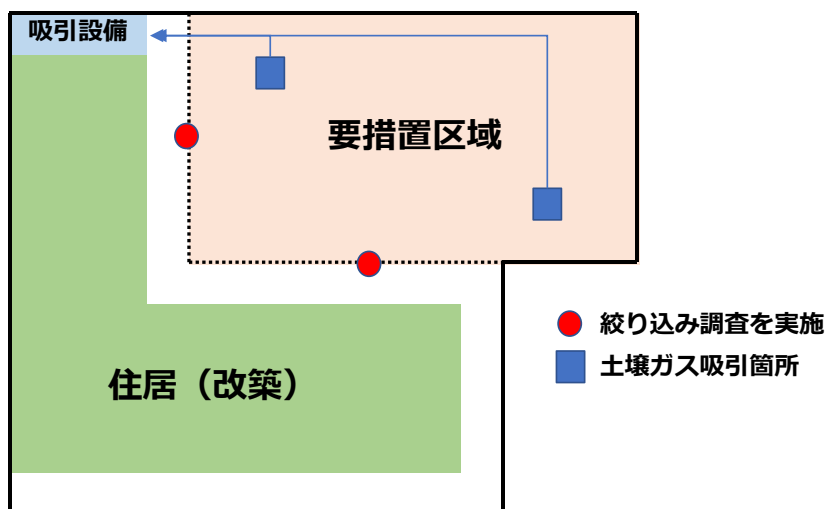 吸引設備
要措置区域
住居（改築）
絞り込み調査を実施
土壌ガス吸引箇所